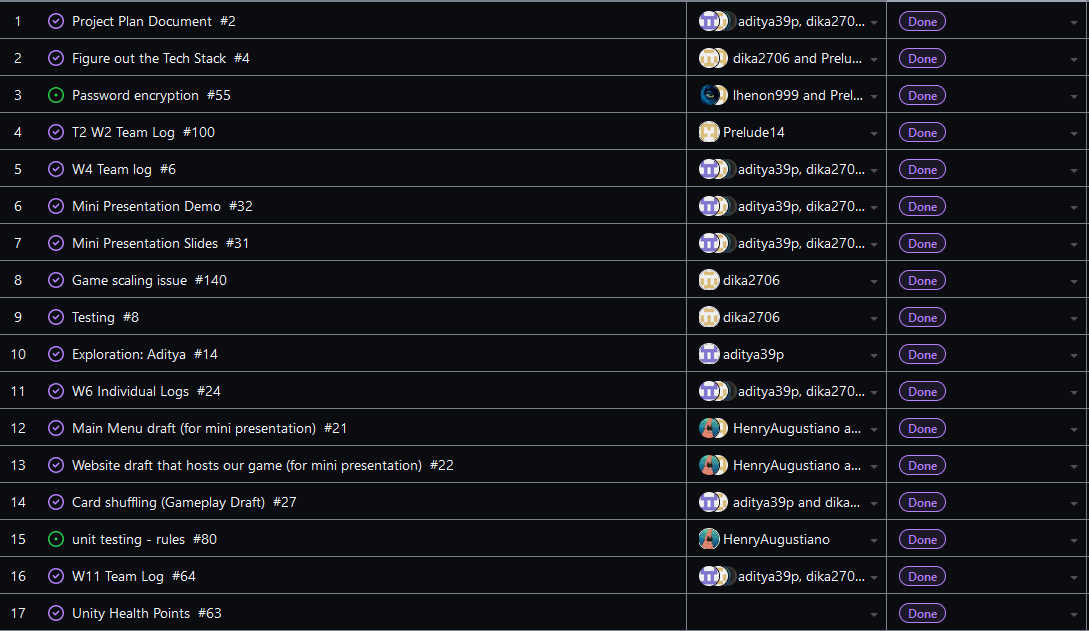 1 Project Plan Document #2 aditya39p, dika270... Done
2 Figure out the Tech Stack #4 dika2706 and Prelu... Done
3 Password encryption #55 lhenon999 and Prel... Done
4 T2 W2 Team Log #100 Prelude14 Done
5 W4 Team log #6 aditya39p, dika270... Done
6 Mini Presentation Demo #32 aditya39p, dika270... Done
7 Mini Presentation Slides #31 aditya39p, dika270... Done
8 Game scaling issue #140 dika2706 Done
9 Testing #8 dika2706 Done
10 Exploration: Aditya #14 aditya39p Done
11 W6 Individual Logs #24 aditya39p, dika270... Done
12 Main Menu draft (for mini presentation) #21 HenryAugustiano a... Done
13 Website draft that hosts our game (for mini presentation) #22 HenryAugustiano a... Done
14 Card shuffling (Gameplay Draft) #27 aditya39p and dika... Done
15 unit testing - rules #80 HenryAugustiano Done
16 W11 Team Log #64 aditya39p, dika270... Done
17 Unity Health Points #63 Done